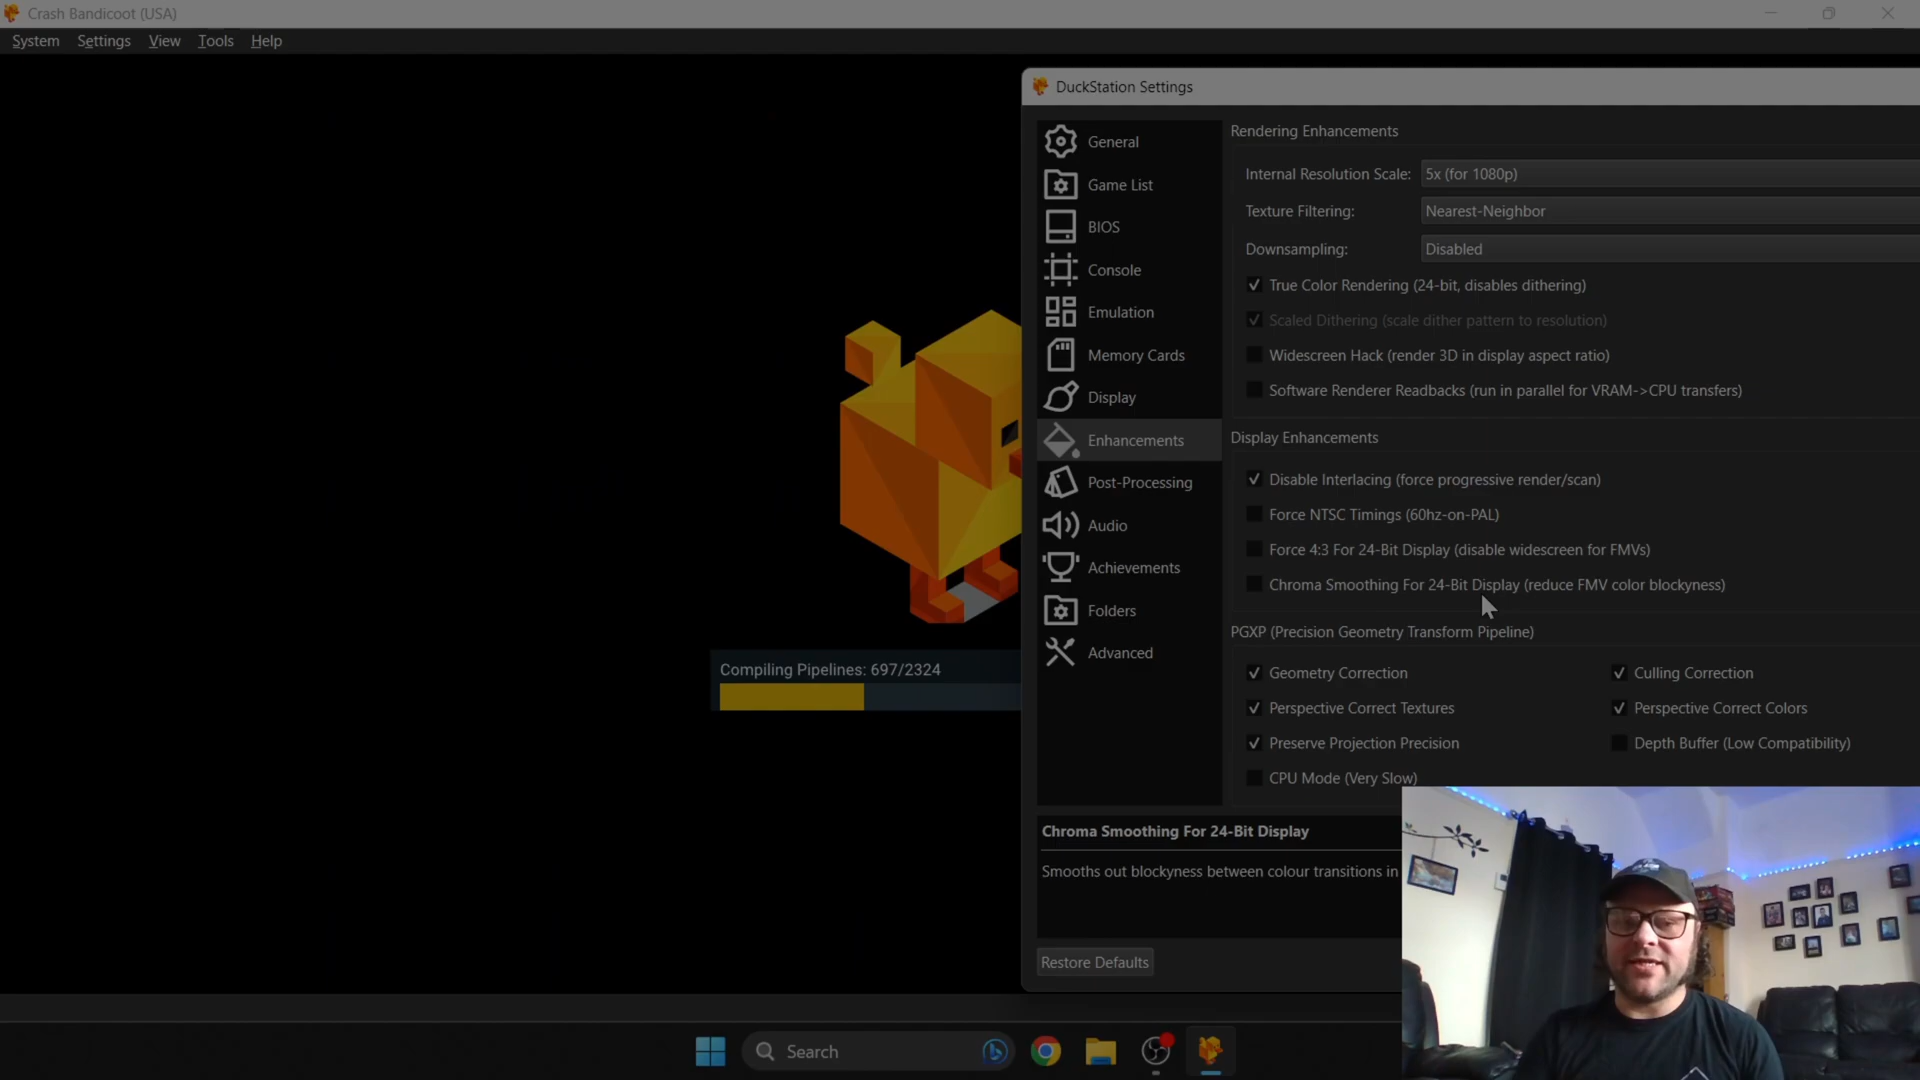 Crash Bandicoot (USA)
System Settings View Tools Help
DuckStation Settings
General
Game List
BIOS
Console
Emulation
Memory Cards
Display
Enhancements
Post-Processing
Audio
Achievements
Folders
Advanced
Rendering Enhancements
Internal Resolution Scale: 5x (for 1080p)
Texture Filtering: Nearest-Neighbor
Downsampling: Disabled
True Color Rendering (24-bit, disables dithering)
Scaled Dithering (scale dither pattern to resolution)
Widescreen Hack (render 3D in display aspect ratio)
Software Renderer Readbacks (run in parallel for VRAM->CPU transfers)
Display Enhancements
Disable Interlacing (force progressive render/scan)
Force NTSC Timings (60hz-on-PAL)
Force 4:3 For 24-Bit Display (disable widescreen for FMVs)
Chroma Smoothing For 24-Bit Display (reduce FMV color blockyness)
PGXP (Precision Geometry Transform Pipeline)
Geometry Correction Culling Correction
Perspective Correct Textures Perspective Correct Colors
Preserve Projection Precision Depth Buffer (Low Compatibility)
CPU Mode (Very Slow)
Chroma Smoothing For 24-Bit Display
Smooths out blockyness between colour transitions in
Restore Defaults
Compiling Pipelines: 697/2324
Search